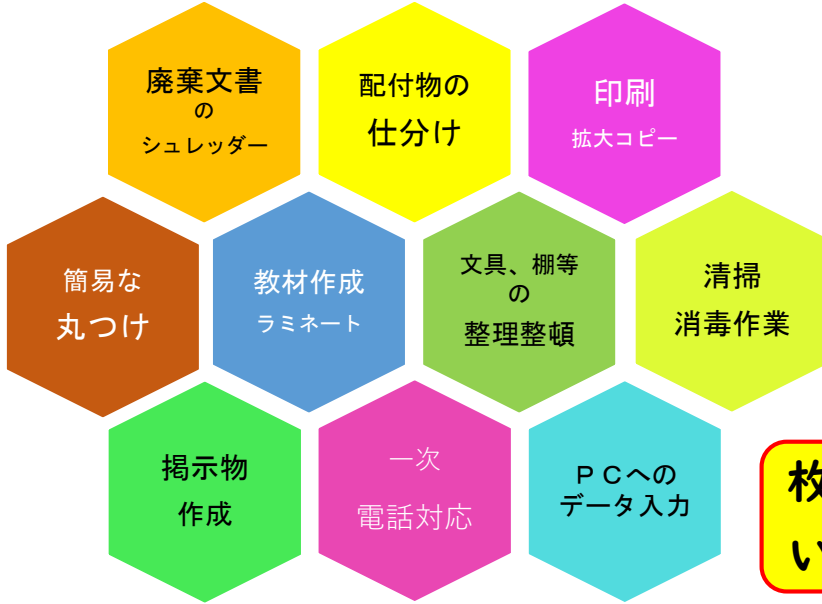 廃棄文書
の
シュレッダー
配付物の
仕分け
印刷
拡大コピー
簡易な
丸つけ
教材作成
ラミネート
文具、棚等
の
整理整頓
清掃
消毒作業
掲示物
作成
一次
電話対応
ＰＣへの
データ入力
枚
い